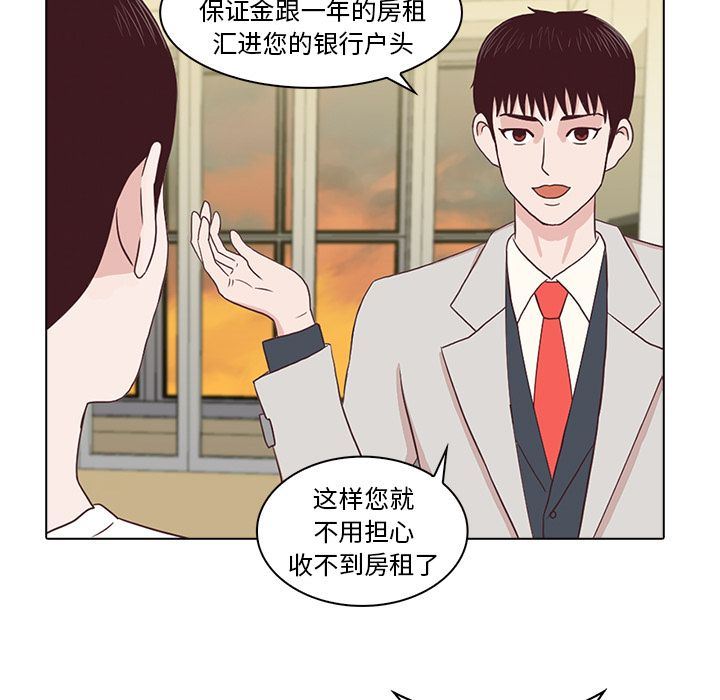 保证金跟一年的房租
汇进您的银行户头
这样您就
不用担心
收不到房租了